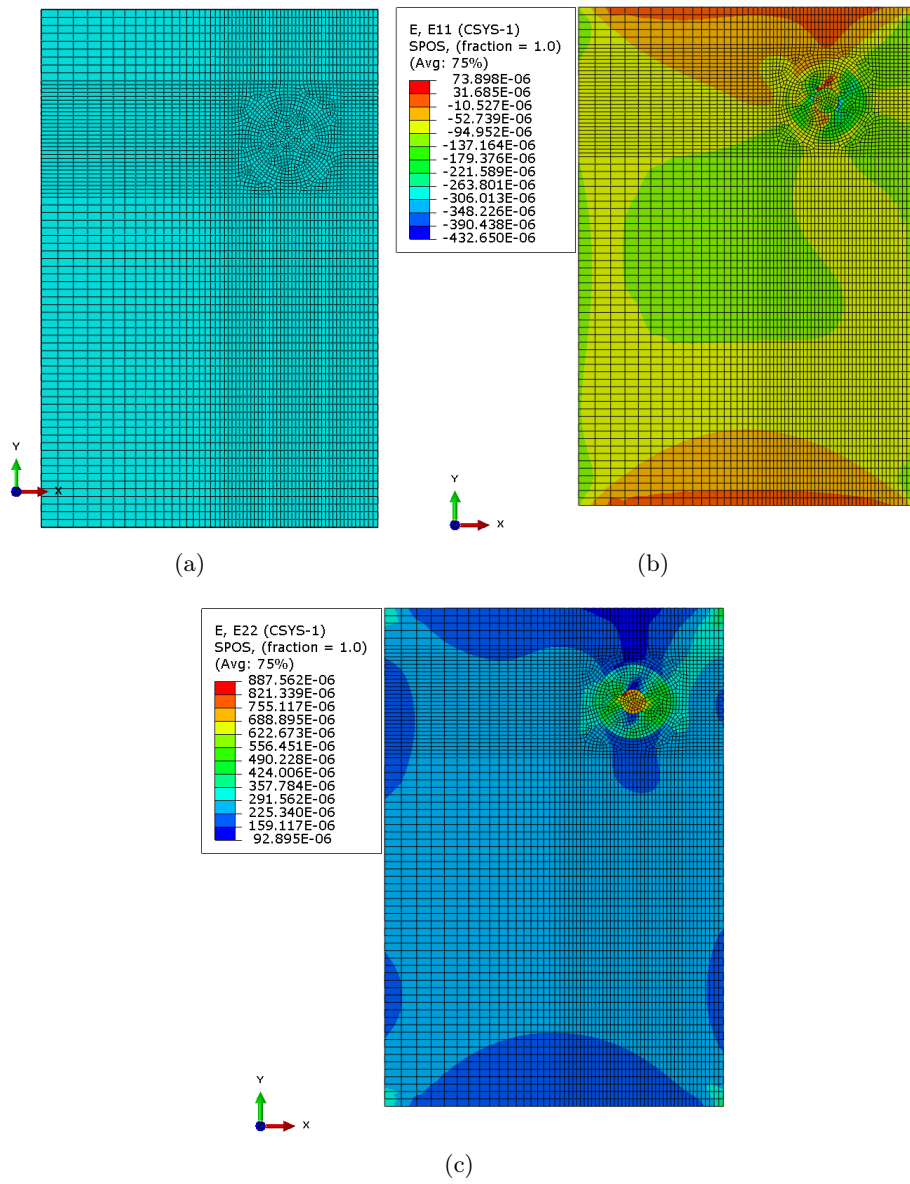 Y
X
(a)
E, E11 (CSYS-1)
SPOS, (fraction = 1.0)
(Avg: 75%)
73.898E-06
31.685E-06
-10.527E-06
-52.739E-06
-94.952E-06
-137.164E-06
-179.376E-06
-221.589E-06
-263.801E-06
-306.013E-06
-348.226E-06
-390.438E-06
-432.650E-06
Y
X
(b)
E, E22 (CSYS-1)
SPOS, (fraction = 1.0)
(Avg: 75%)
887.562E-06
821.339E-06
755.117E-06
688.895E-06
622.673E-06
556.451E-06
490.228E-06
424.006E-06
357.784E-06
291.562E-06
225.340E-06
159.117E-06
92.895E-06
Y
X
(c)